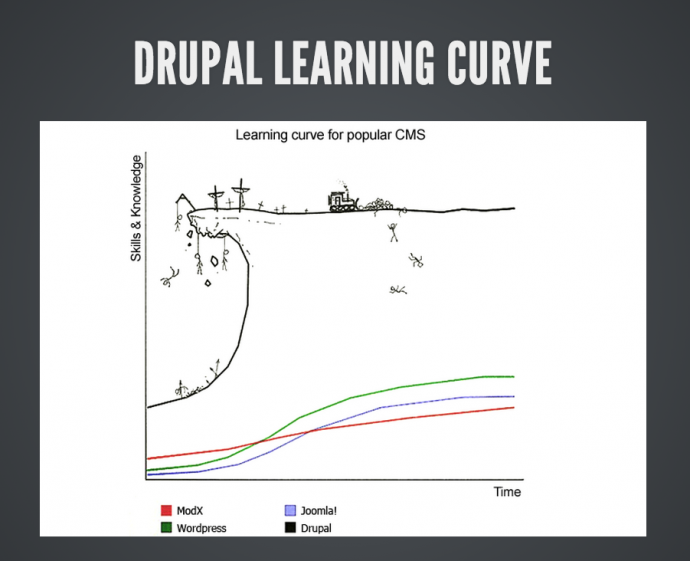 DRUPAL LEARNING CURVE
Learning curve for popular CMS
Skills & Knowledge
Time
ModX
Joomla!
Wordpress
Drupal